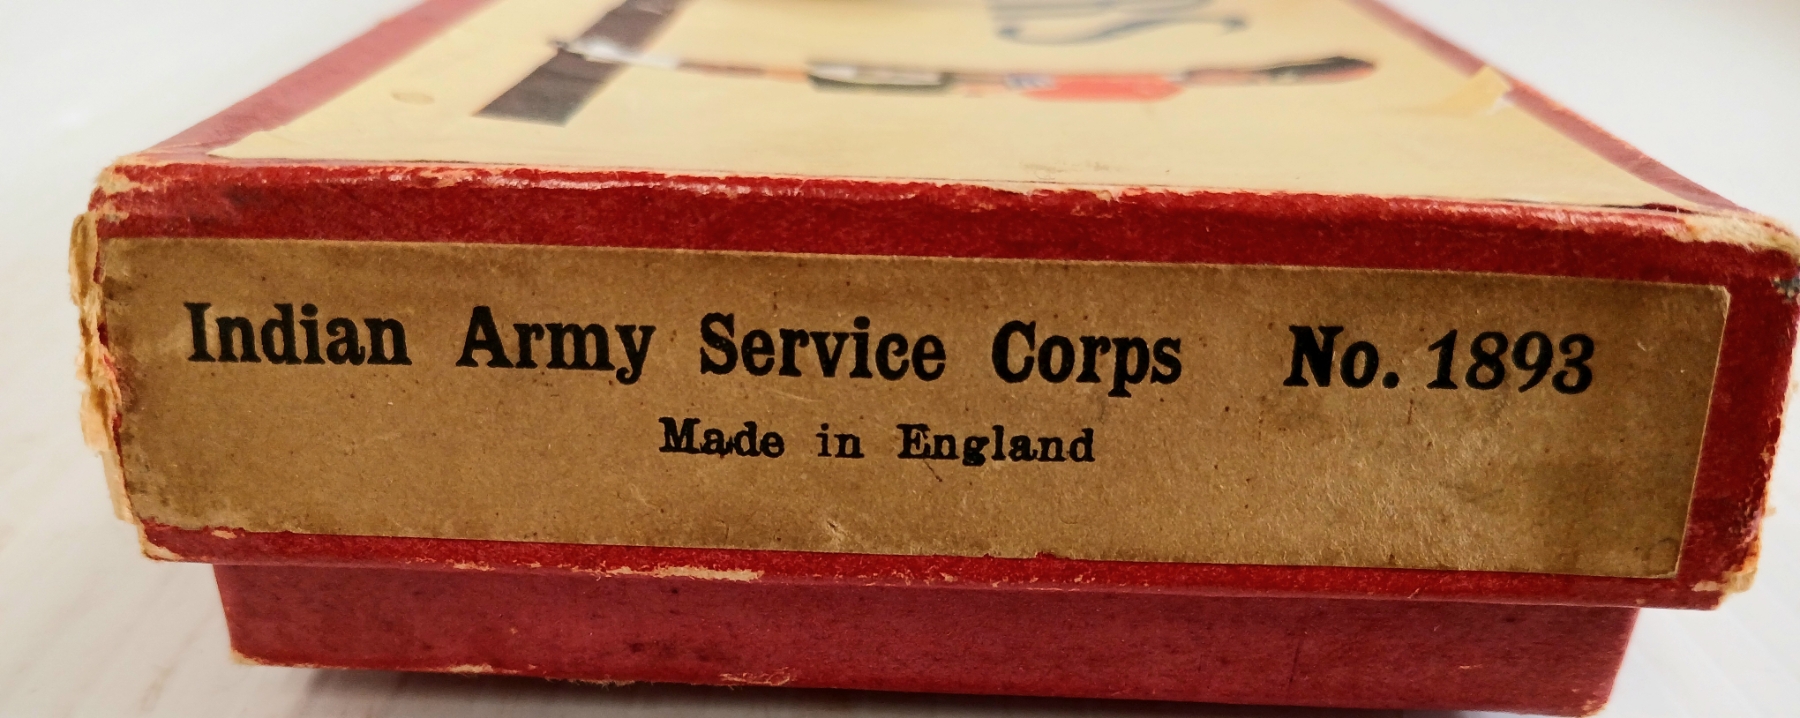 Indian Army Service Corps No. 1893
Made in England